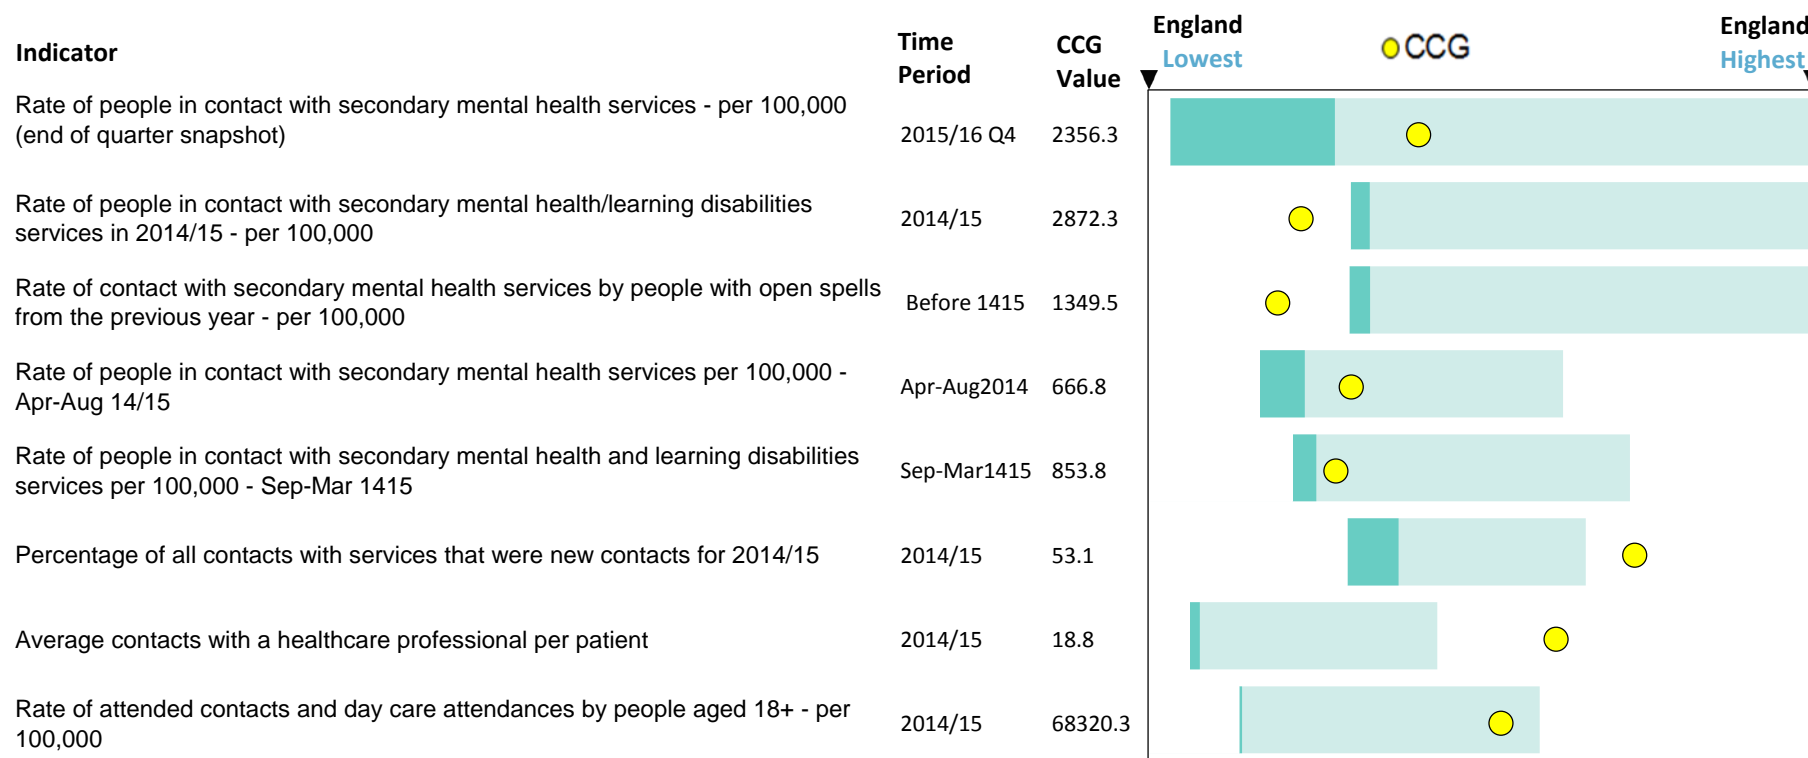 Indicator
Time Period
CCG Value
England Lowest
CCG
England Highest
Rate of people in contact with secondary mental health services - per 100,000
(end of quarter snapshot)
2015/16 Q4
2356.3
Rate of people in contact with secondary mental health/learning disabilities
services in 2014/15 - per 100,000
2014/15
2872.3
Rate of contact with secondary mental health services by people with open spells
from the previous year - per 100,000
Before 1415
1349.5
Rate of people in contact with secondary mental health services per 100,000 -
Apr-Aug 14/15
Apr-Aug2014
666.8
Rate of people in contact with secondary mental health and learning disabilities
services per 100,000 - Sep-Mar 1415
Sep-Mar1415
853.8
Percentage of all contacts with services that were new contacts for 2014/15
2014/15
53.1
Average contacts with a healthcare professional per patient
2014/15
18.8
Rate of attended contacts and day care attendances by people aged 18+ - per
100,000
2014/15
68320.3